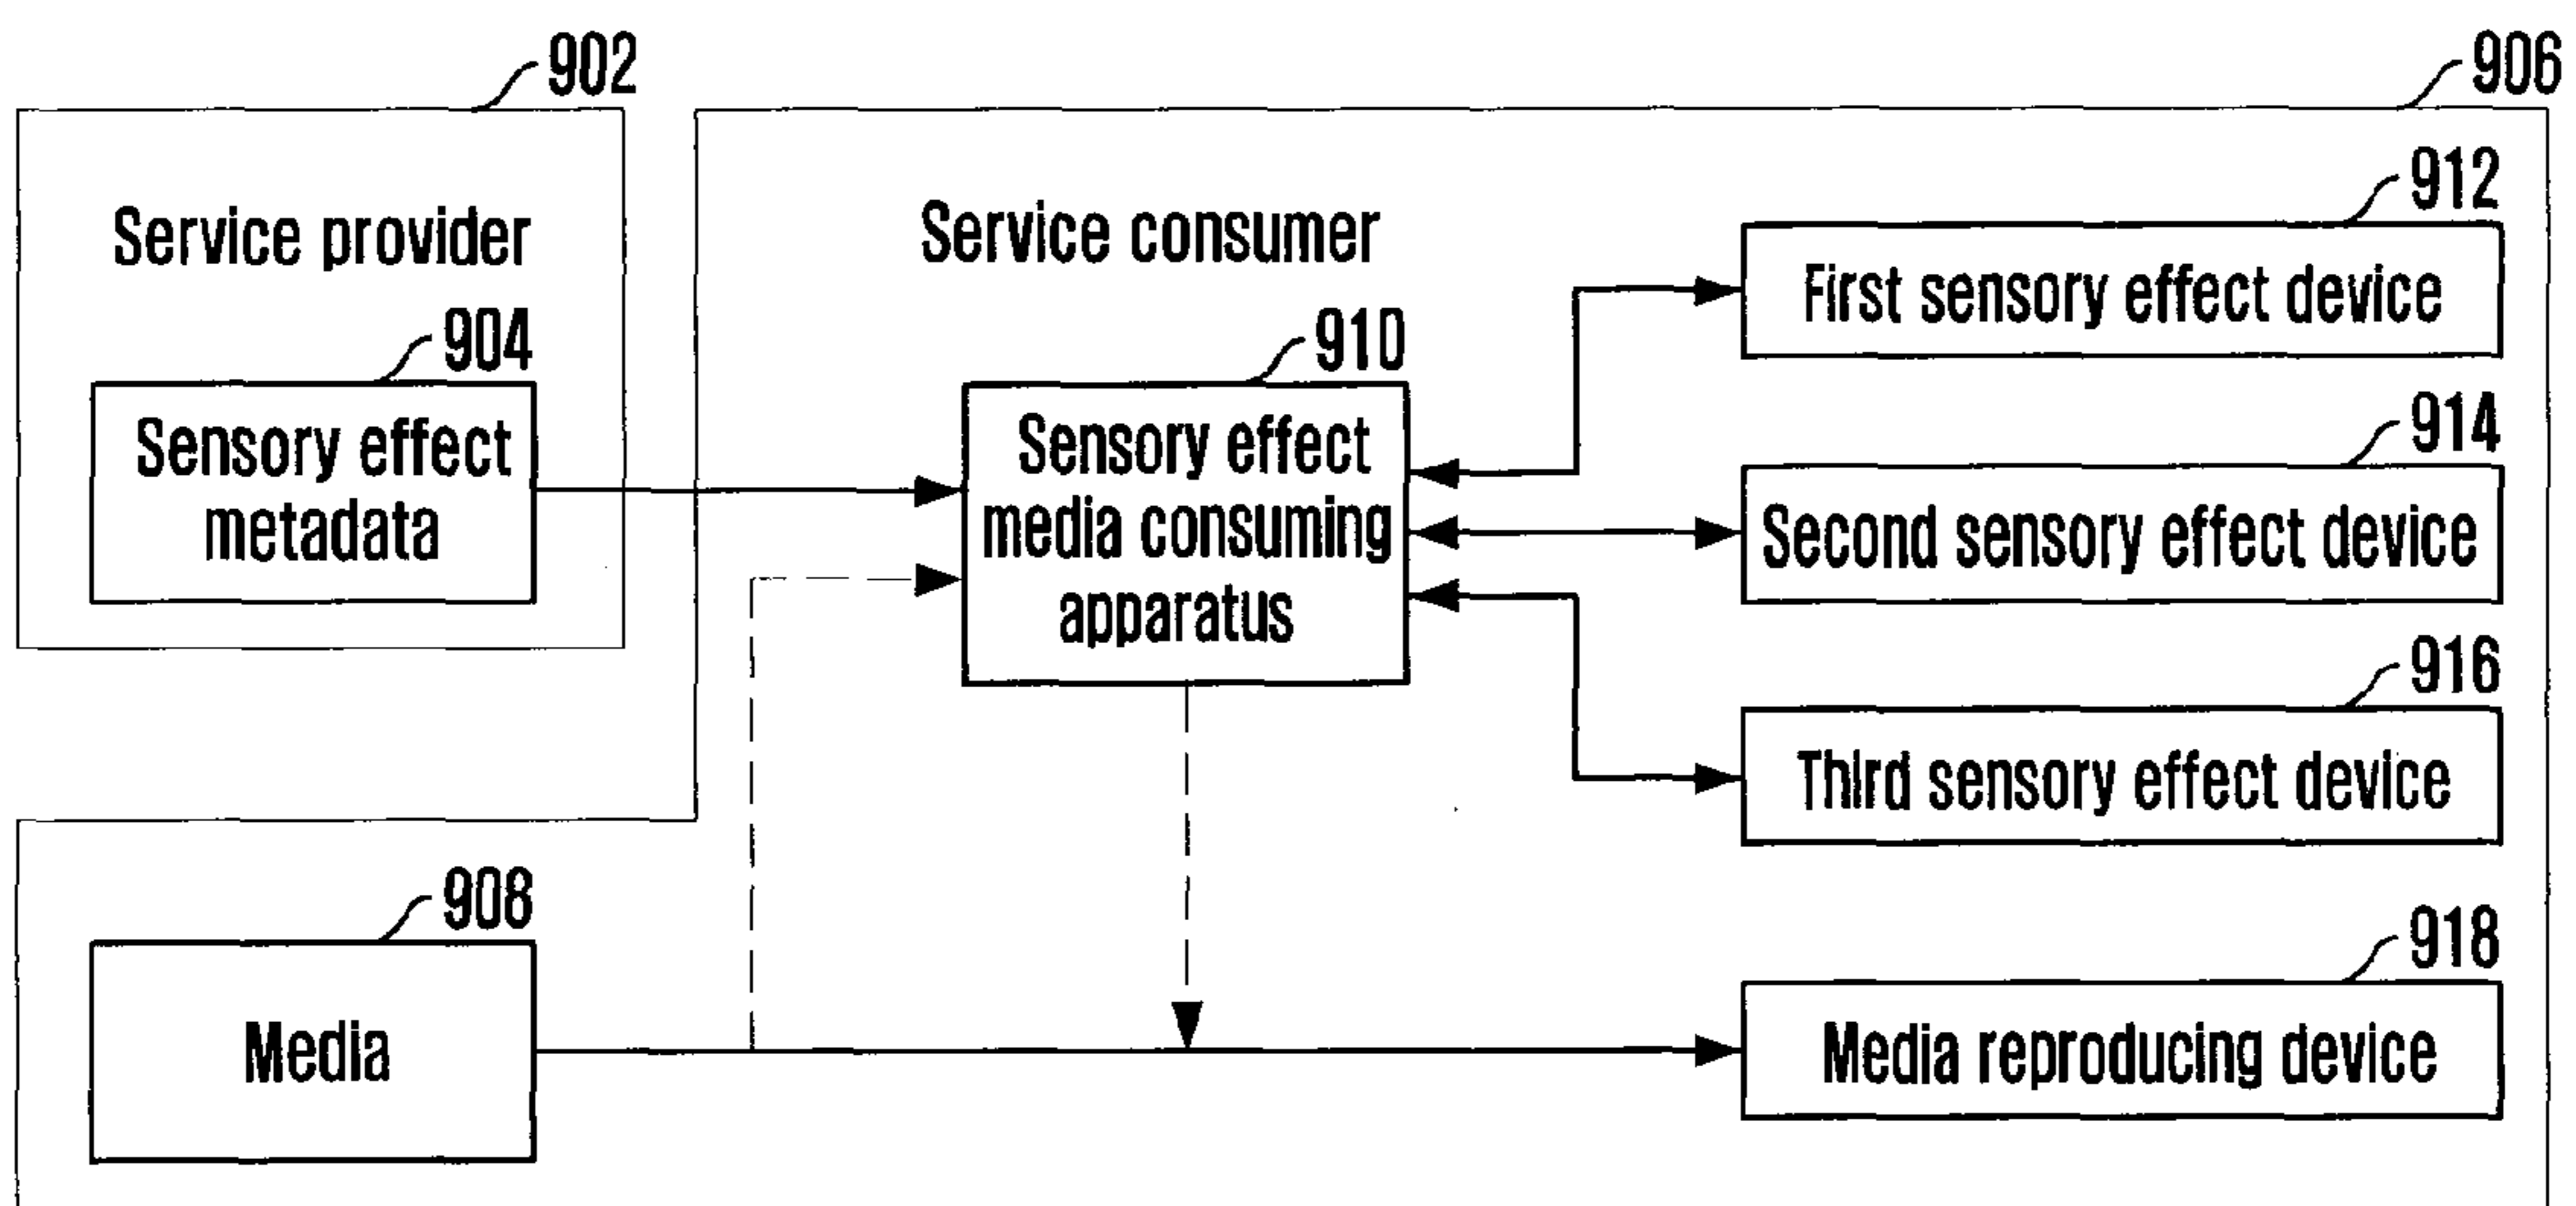 902
906
Service provider
Service consumer
912
First sensory effect device
904
Sensory effect
metadata
910
Sensory effect
media consuming
apparatus
914
Second sensory effect device
916
Third sensory effect device
908
Media
918
Media reproducing device